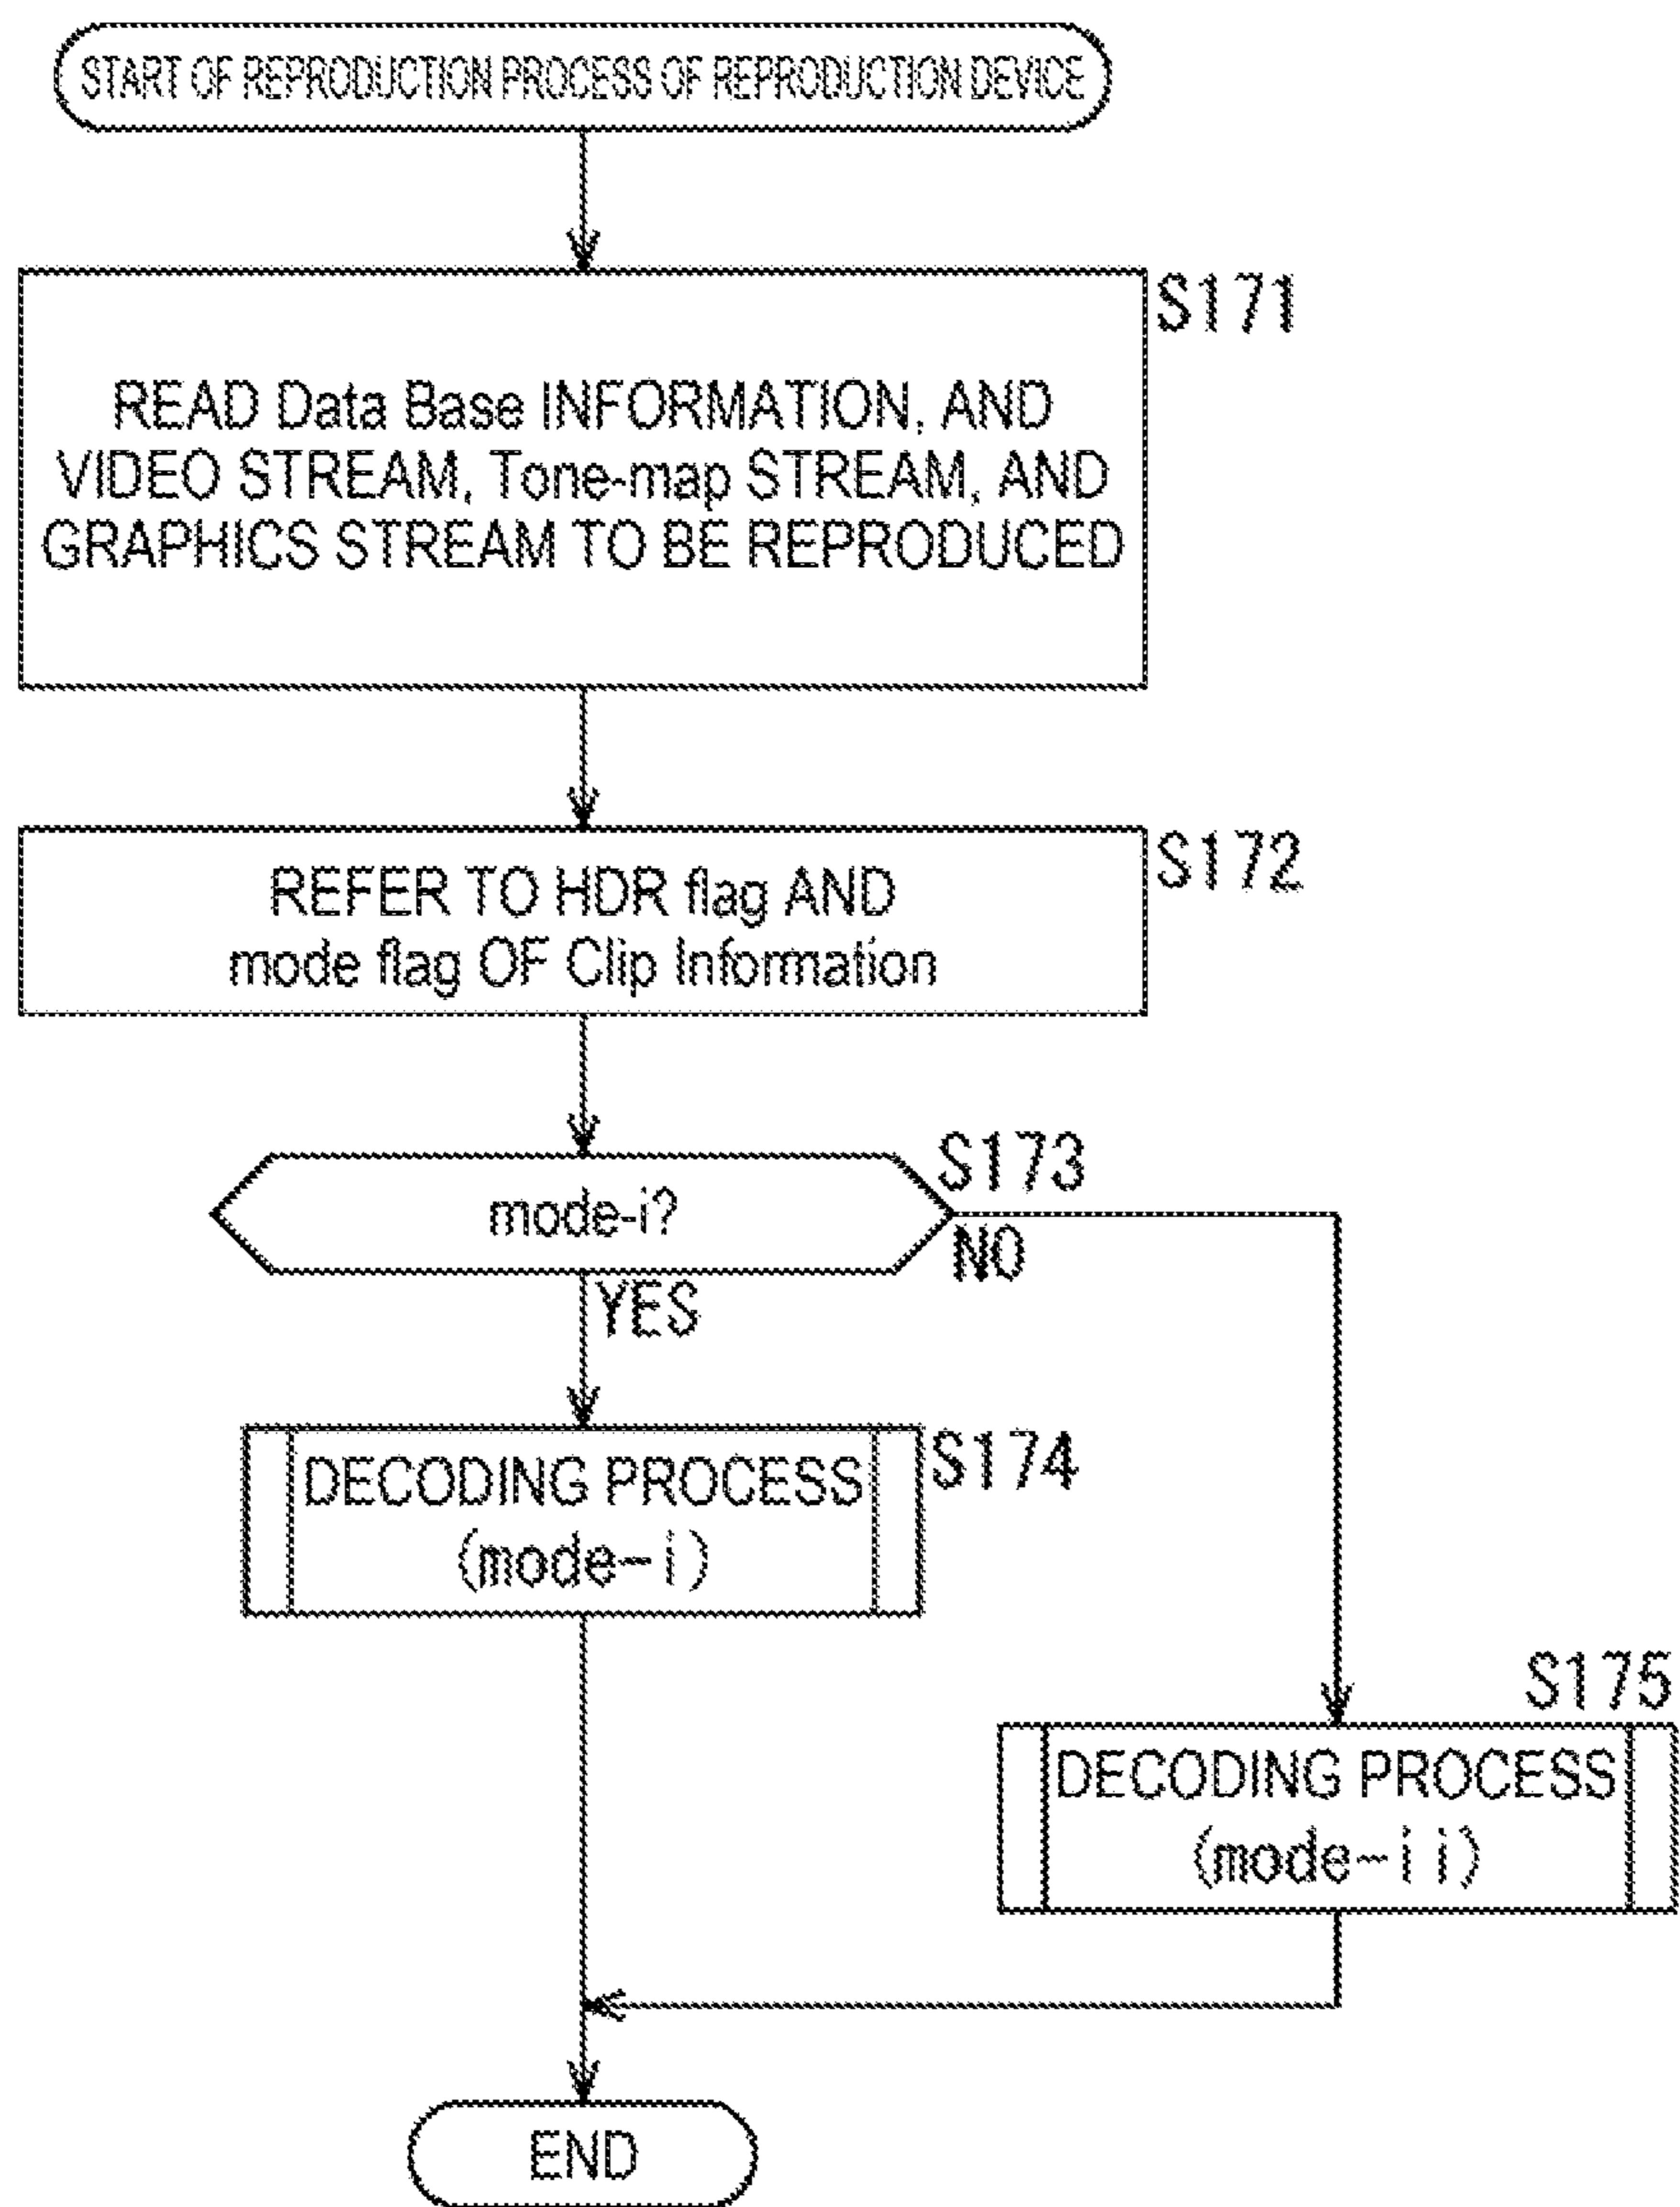 START OF REPRODUCTION PROCESS OF REPRODUCTION DEVICE
S171
READ Data Base INFORMATION, AND
VIDEO STREAM, Tone-map STREAM, AND
GRAPHICS STREAM TO BE REPRODUCED
S172
REFER TO HDR flag AND
mode flag OF Clip Information
S173
mode-i?
NO
YES
S174
DECODING PROCESS
(mode-i)
S175
DECODING PROCESS
(mode-ii)
END